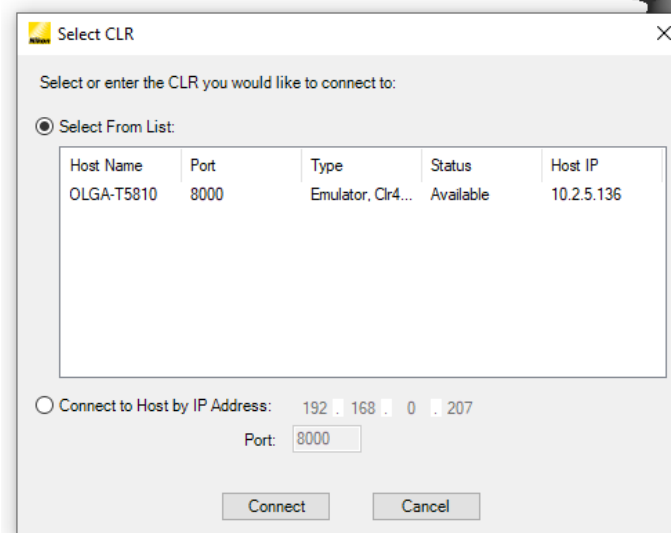 Nikon Select CLR
Select or enter the CLR you would like to connect to:
Select From List:
Host Name Port Type Status Host IP
OLGA-T5810 8000 Emulator, Clr4... Available 10.2.5.136
Connect to Host by IP Address: 192 . 168 . 0 . 207
Port: 8000
Connect Cancel